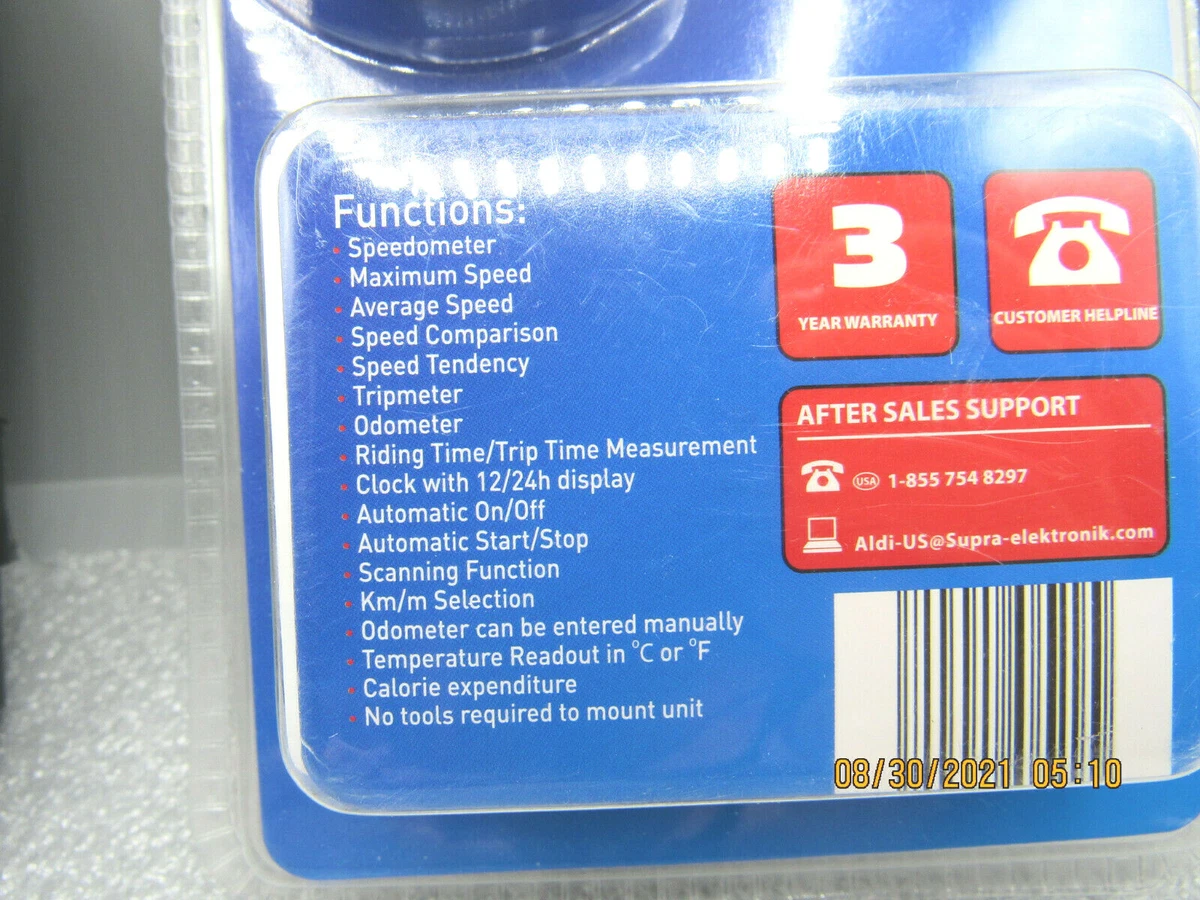 Functions:
Speedometer
Maximum Speed
Average Speed
Speed Comparison
Speed Tendency
Tripmeter
Odometer
Riding Time/Trip Time Measurement
Clock with 12/24h display
Automatic On/Off
Automatic Start/Stop
Scanning Function
Km/m Selection
Odometer can be entered manually
Temperature Readout in °C or °F
Calorie expenditure
No tools required to mount unit
3
YEAR WARRANTY
CUSTOMER HELPLINE
AFTER SALES SUPPORT
USA 1-855 754 8297
Aldi-US@Supra-elektronik.com
08/30/2021 05:10